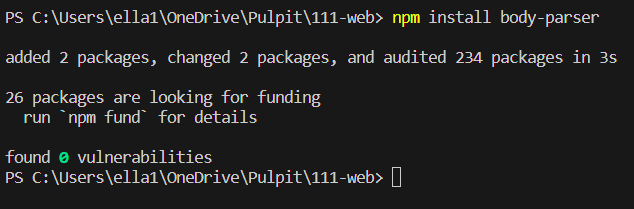 PS C:\Users\ella1\OneDrive\Pulpit\111-web> npm install body-parser
added 2 packages, changed 2 packages, and audited 234 packages in 3s
26 packages are looking for funding
  run `npm fund` for details
found 0 vulnerabilities
PS C:\Users\ella1\OneDrive\Pulpit\111-web>